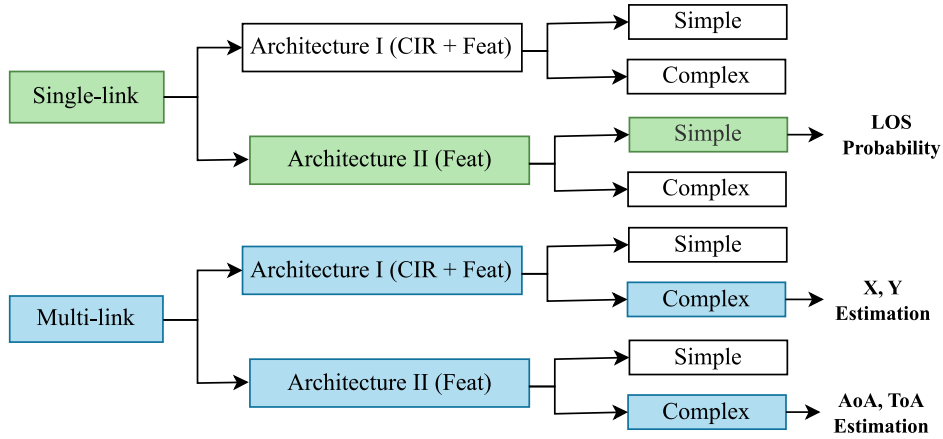 Simple
Architecture I (CIR + Feat)
Complex
Single-link
LOS
Probability
Simple
Architecture II (Feat)
Complex
Simple
Architecture I (CIR + Feat)
Complex
X, Y
Estimation
Multi-link
Simple
Architecture II (Feat)
Complex
AoA, ToA
Estimation